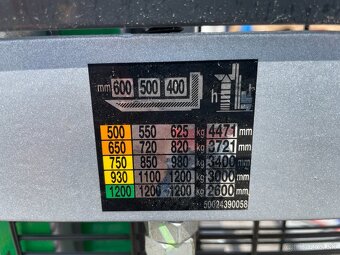 mm 600 500 400
h
500 550 625 kg 4471 mm
650 720 820 kg 3721 mm
750 850 980 kg 3400 mm
930 1100 1200 kg 3000 mm
1200 1200 1200 kg 2600 mm
50024390058